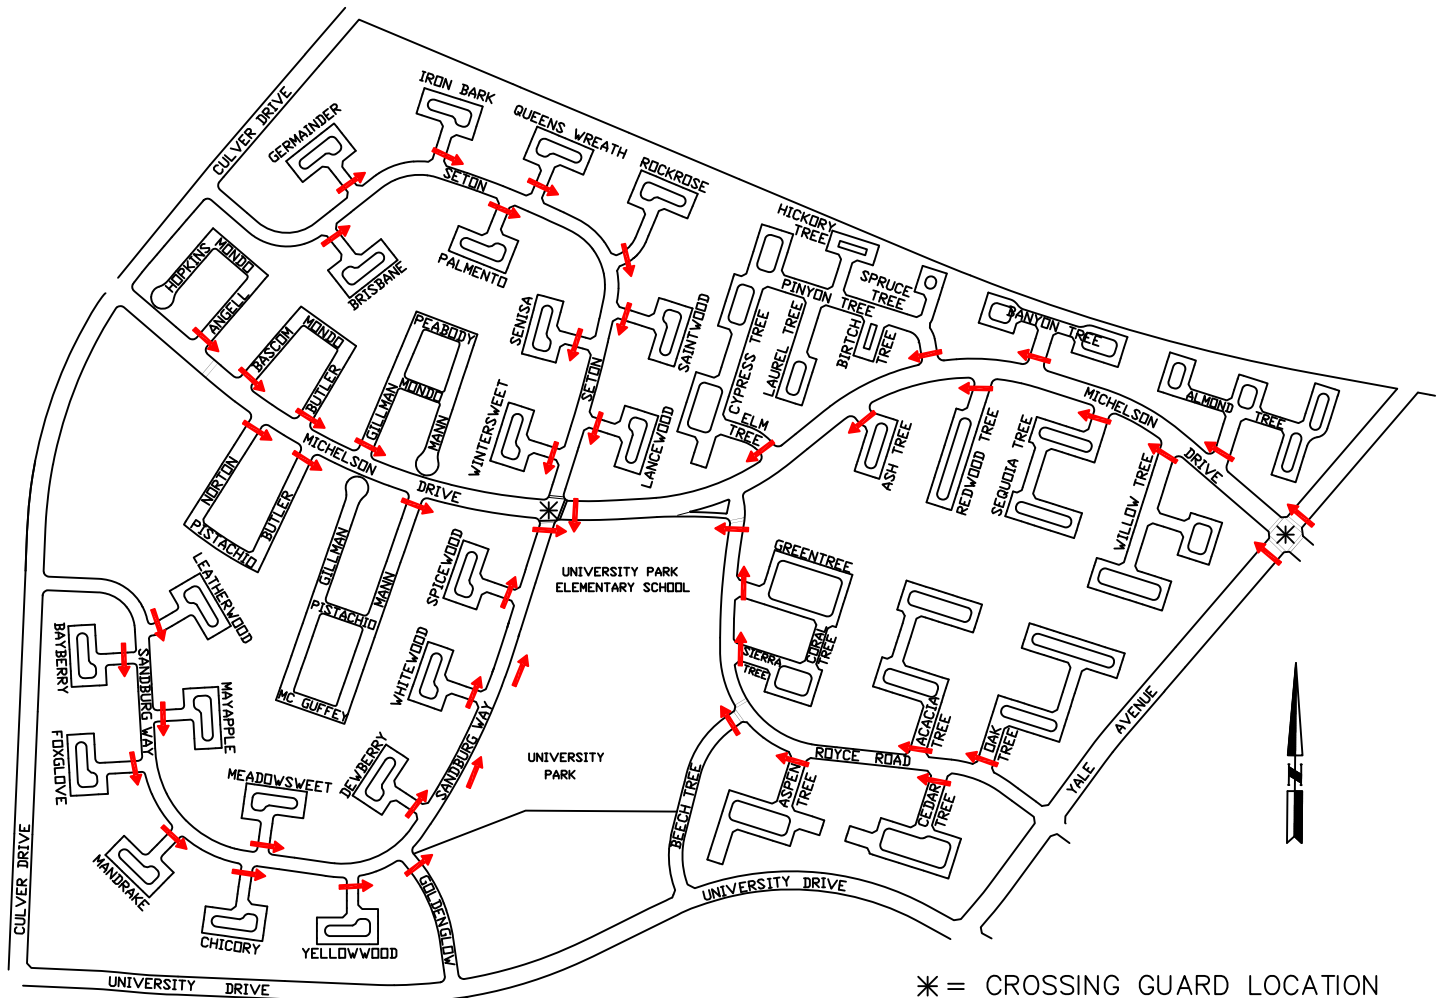 IRON BARK
QUEENS WREATH
ROCKROSE
GERMAINDER
CULVER DRIVE
SETON
HICKORY
TREE
PALMENTO
BRISBANE
HOPKINS
MONDO
ANGELL
SPRUCE
TREE
PINYON TREE
BANYON TREE
BASCOM
MONDO
BUTLER
PEABODY
MONDO
GILLMAN
MANN
SENISA
SAINTWOOD
SETON
WINTERSWEET
LANCEWOOD
CYPRESS TREE
LAUREL TREE
BIRTCH
TREE
ELM
TREE
ASH TREE
REDWOOD TREE
SEQUOIA TREE
MICHELSON
DRIVE
ALMOND
TREE
WILLOW TREE
MICHELSON
DRIVE
NORTON
PISTACHIO
BUTLER
GILLMAN
MANN
PISTACHIO
MC GUFFEY
SPICEWOOD
WHITEWOOD
UNIVERSITY PARK
ELEMENTARY SCHOOL
GREENTREE
CORAL
TREE
SIERRA
TREE
LEATHERWOOD
BAYBERRY
SANDBURG WAY
MAYAPPLE
FOXGLOVE
MEADOWSWEET
DEWBERRY
SANDBURG WAY
UNIVERSITY
PARK
ROYCE ROAD
ACACIA
TREE
OAK
TREE
ASPEN
TREE
CEDAR
TREE
YALE AVENUE
BEECH TREE
N
MANDRAKE
CHICORY
YELLOWWOOD
GOLDENGLOW
CULVER DRIVE
UNIVERSITY DRIVE
UNIVERSITY DRIVE
= CROSSING GUARD LOCATION